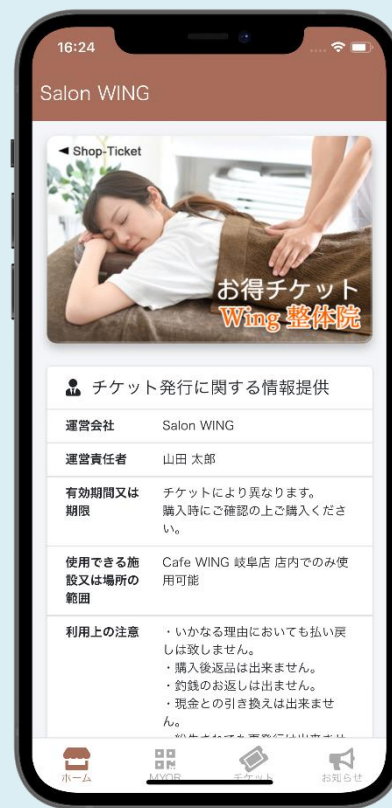 16:24
Salon WING
◄ Shop-Ticket
お得チケット
Wing 整体院
チケット発行に関する情報提供
運営会社 Salon WING
運営責任者 山田 太郎
有効期間又は
期限
チケットにより異なります。
購入時にご確認の上ご購入くださ
い。
使用できる施
設又は場所の
範囲
Cafe WING 岐阜店 店内でのみ使
用可能
利用上の注意
・いかなる理由においても払い戻
しは致しません。
・購入後返品は出来ません。
・釣銭のお返しは出ません。
・現金との引き換えは出来ませ
ん。
ホーム
MYQR
チケット
お知らせ